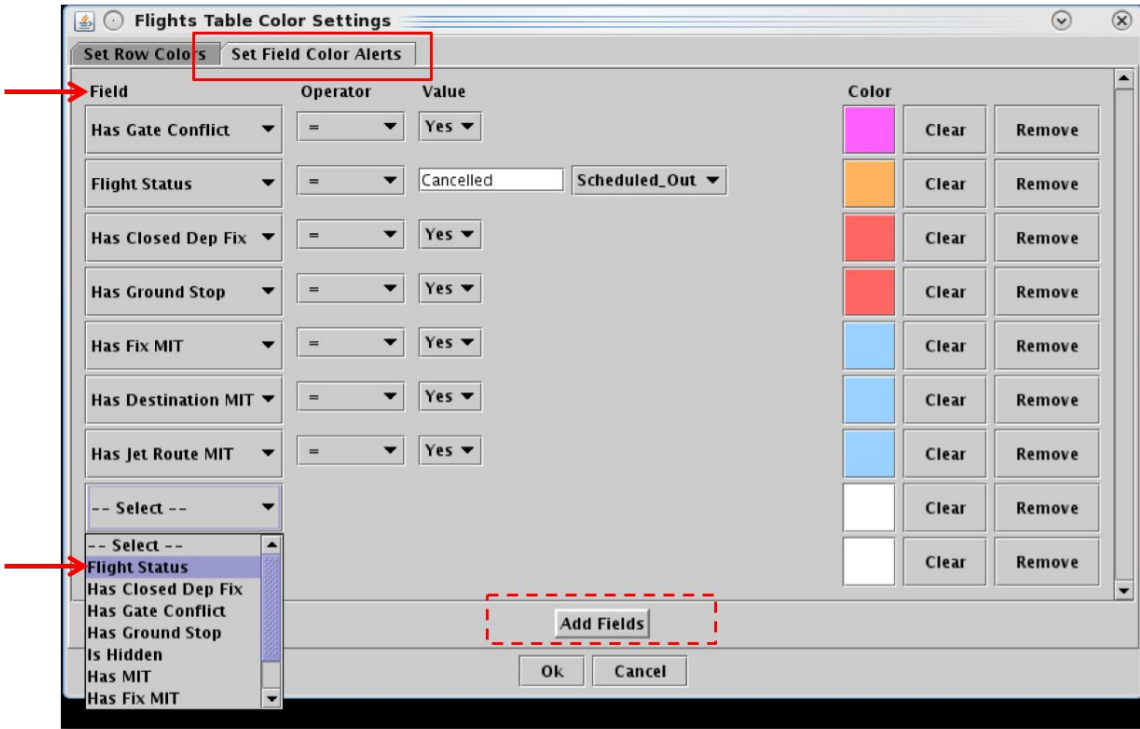 Flights Table Color Settings
Set Row Colors Set Field Color Alerts
Field Operator Value Color
Has Gate Conflict = Yes Clear Remove
Flight Status = Cancelled Scheduled_Out Clear Remove
Has Closed Dep Fix = Yes Clear Remove
Has Ground Stop = Yes Clear Remove
Has Fix MIT = Yes Clear Remove
Has Destination MIT = Yes Clear Remove
Has Jet Route MIT = Yes Clear Remove
-- Select -- Clear Remove
-- Select --
Flight Status Clear Remove
Has Closed Dep Fix
Has Gate Conflict
Has Ground Stop
Is Hidden
Has MIT
Has Fix MIT
Add Fields
Ok Cancel